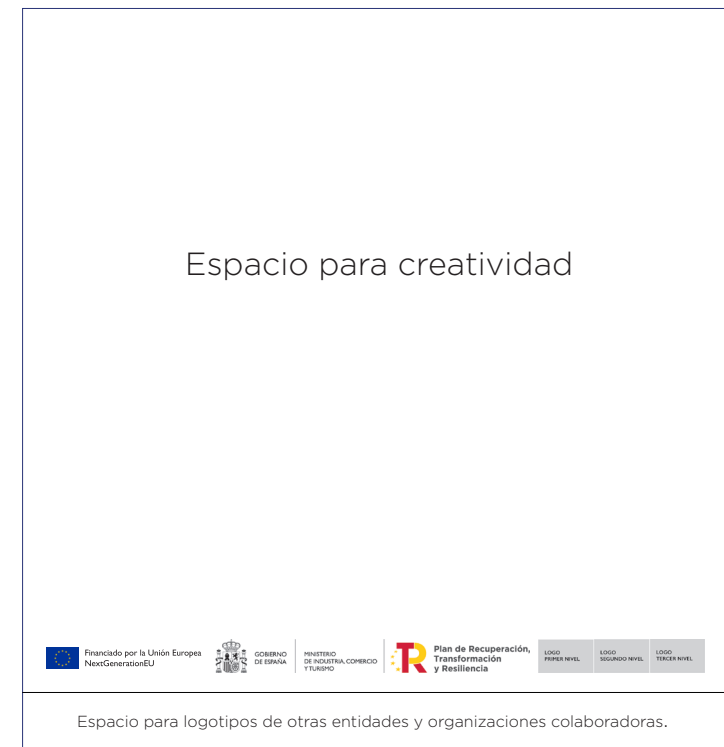 Espacio para creatividad
Financiado por la Unión Europea
NextGenerationEU
GOBIERNO
DE ESPAÑA
MINISTERIO
DE INDUSTRIA, COMERCIO
Y TURISMO
Plan de Recuperación,
Transformación
y Resiliencia
LOGO
PRIMER NIVEL
LOGO
SEGUNDO NIVEL
LOGO
TERCER NIVEL
Espacio para logotipos de otras entidades y organizaciones colaboradoras.